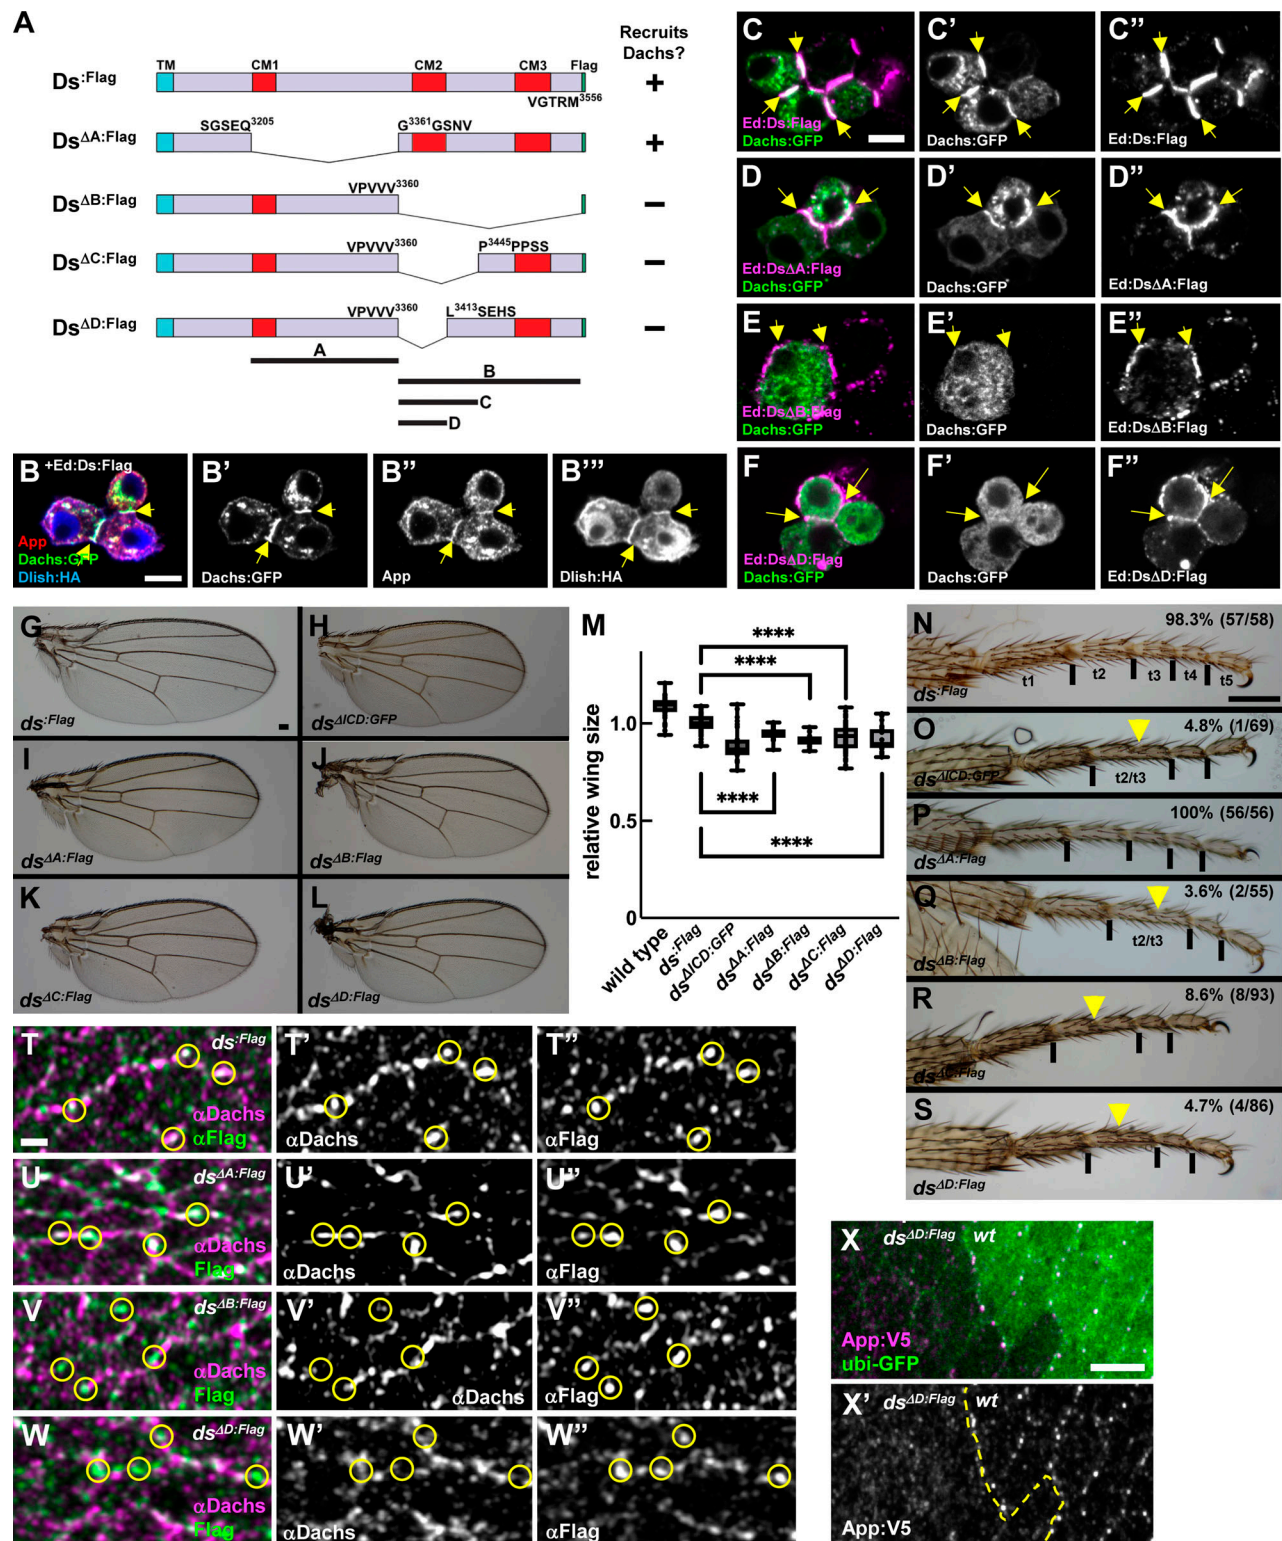 A
Recruits
Dachs?
TM CM1 CM2 CM3 Flag
Ds:Flag +
VGTRM3556
SGSEQ3205 G3361GSNV
DsΔA:Flag +
VPVVV3360
DsΔB:Flag −
VPVVV3360 P3445PPSS
DsΔC:Flag −
VPVVV3360 L3413SEHS
DsΔD:Flag −
A
B
C
D
B +Ed:Ds:Flag
App
Dachs:GFP
Dlish:HA
B'
Dachs:GFP
B''
App
B'''
Dlish:HA
C
Ed:Ds:Flag
Dachs:GFP
C'
Dachs:GFP
C''
Ed:Ds:Flag
D
Ed:DsΔA:Flag
Dachs:GFP
D'
Dachs:GFP
D''
Ed:DsΔA:Flag
E
Ed:DsΔB:Flag
Dachs:GFP
E'
Dachs:GFP
E''
Ed:DsΔB:Flag
F
Ed:DsΔD:Flag
Dachs:GFP
F'
Dachs:GFP
F''
Ed:DsΔD:Flag
G
ds:Flag
H
dsΔICD:GFP
I
dsΔA:Flag
J
dsΔB:Flag
K
dsΔC:Flag
L
dsΔD:Flag
M
relative wing size
1.0
0.5
0
****
****
****
****
wild type
ds:Flag
dsΔICD:GFP
dsΔA:Flag
dsΔB:Flag
dsΔC:Flag
dsΔD:Flag
N 98.3% (57/58)
t1 t2 t3 t4 t5
ds:Flag
O 4.8% (1/69)
t2/t3
dsΔICD:GFP
P 100% (56/56)
dsΔA:Flag
Q 3.6% (2/55)
t2/t3
dsΔB:Flag
R 8.6% (8/93)
dsΔC:Flag
S 4.7% (4/86)
dsΔD:Flag
T ds:Flag
αDachs
αFlag
T'
αDachs
T''
αFlag
U dsΔA:Flag
αDachs
Flag
U'
αDachs
U''
αFlag
V dsΔB:Flag
αDachs
Flag
V'
αDachs
V''
αFlag
W dsΔD:Flag
αDachs
Flag
W'
αDachs
W''
αFlag
X dsΔD:Flag wt
App:V5
ubi-GFP
X' dsΔD:Flag wt
App:V5